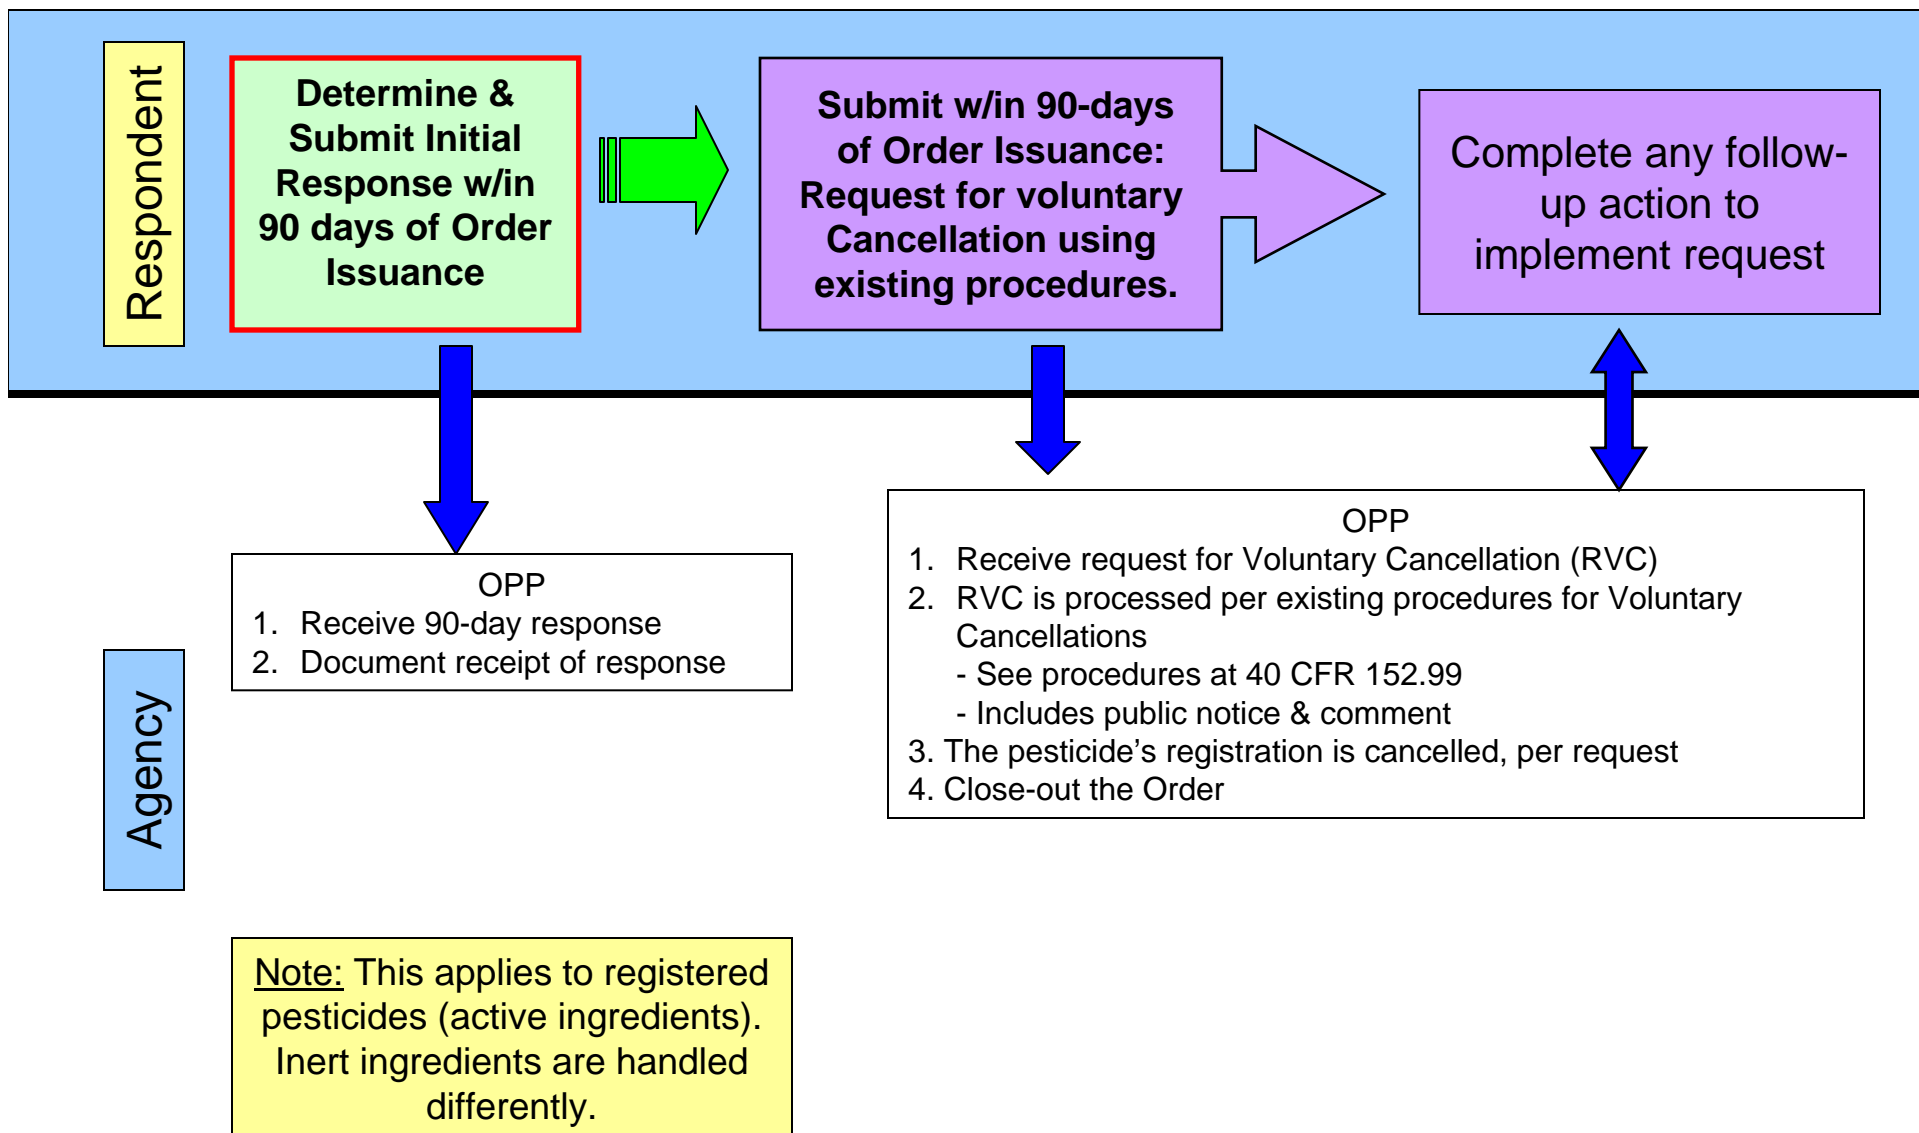 Respondent
Determine &
Submit Initial
Response w/in
90 days of Order
Issuance
Submit w/in 90-days
of Order Issuance:
Request for voluntary
Cancellation using
existing procedures.
Complete any follow-
up action to
implement request
Agency
OPP
1. Receive 90-day response
2. Document receipt of response
OPP
1. Receive request for Voluntary Cancellation (RVC)
2. RVC is processed per existing procedures for Voluntary
Cancellations
- See procedures at 40 CFR 152.99
- Includes public notice & comment
3. The pesticide’s registration is cancelled, per request
4. Close-out the Order
Note: This applies to registered
pesticides (active ingredients).
Inert ingredients are handled
differently.